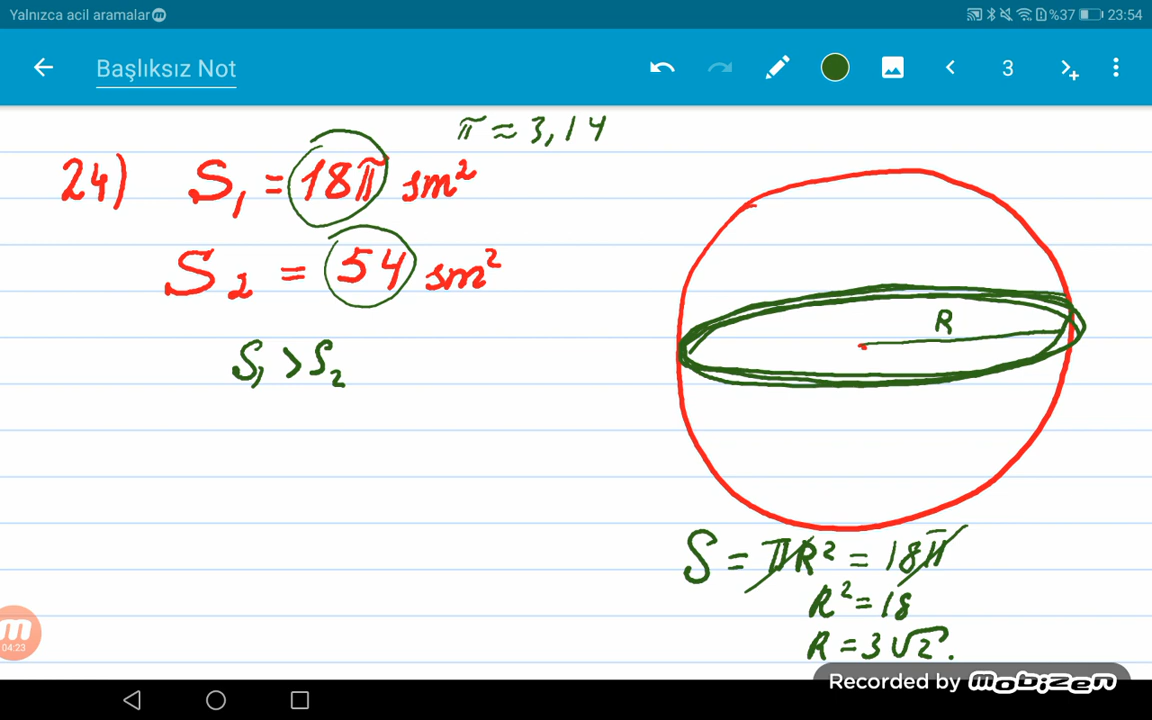 Yalnızca acil aramalar %37 23:54
Başlıksız Not 3
π ≈ 3,14
24) S₁ = 18π sm²
S₂ = 54 sm²
S₁ > S₂
R
S = πR² = 18π
R² = 18
R = 3√2.
04:23
Recorded by mobizen